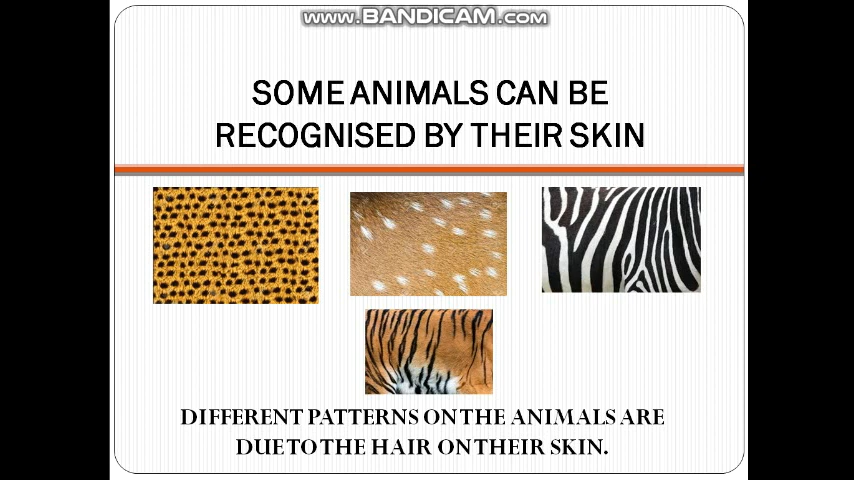 www.BANDICAM.com
SOME ANIMALS CAN BE
RECOGNISED BY THEIR SKIN
DIFFERENT PATTERNS ON THE ANIMALS ARE
DUE TO THE HAIR ON THEIR SKIN.